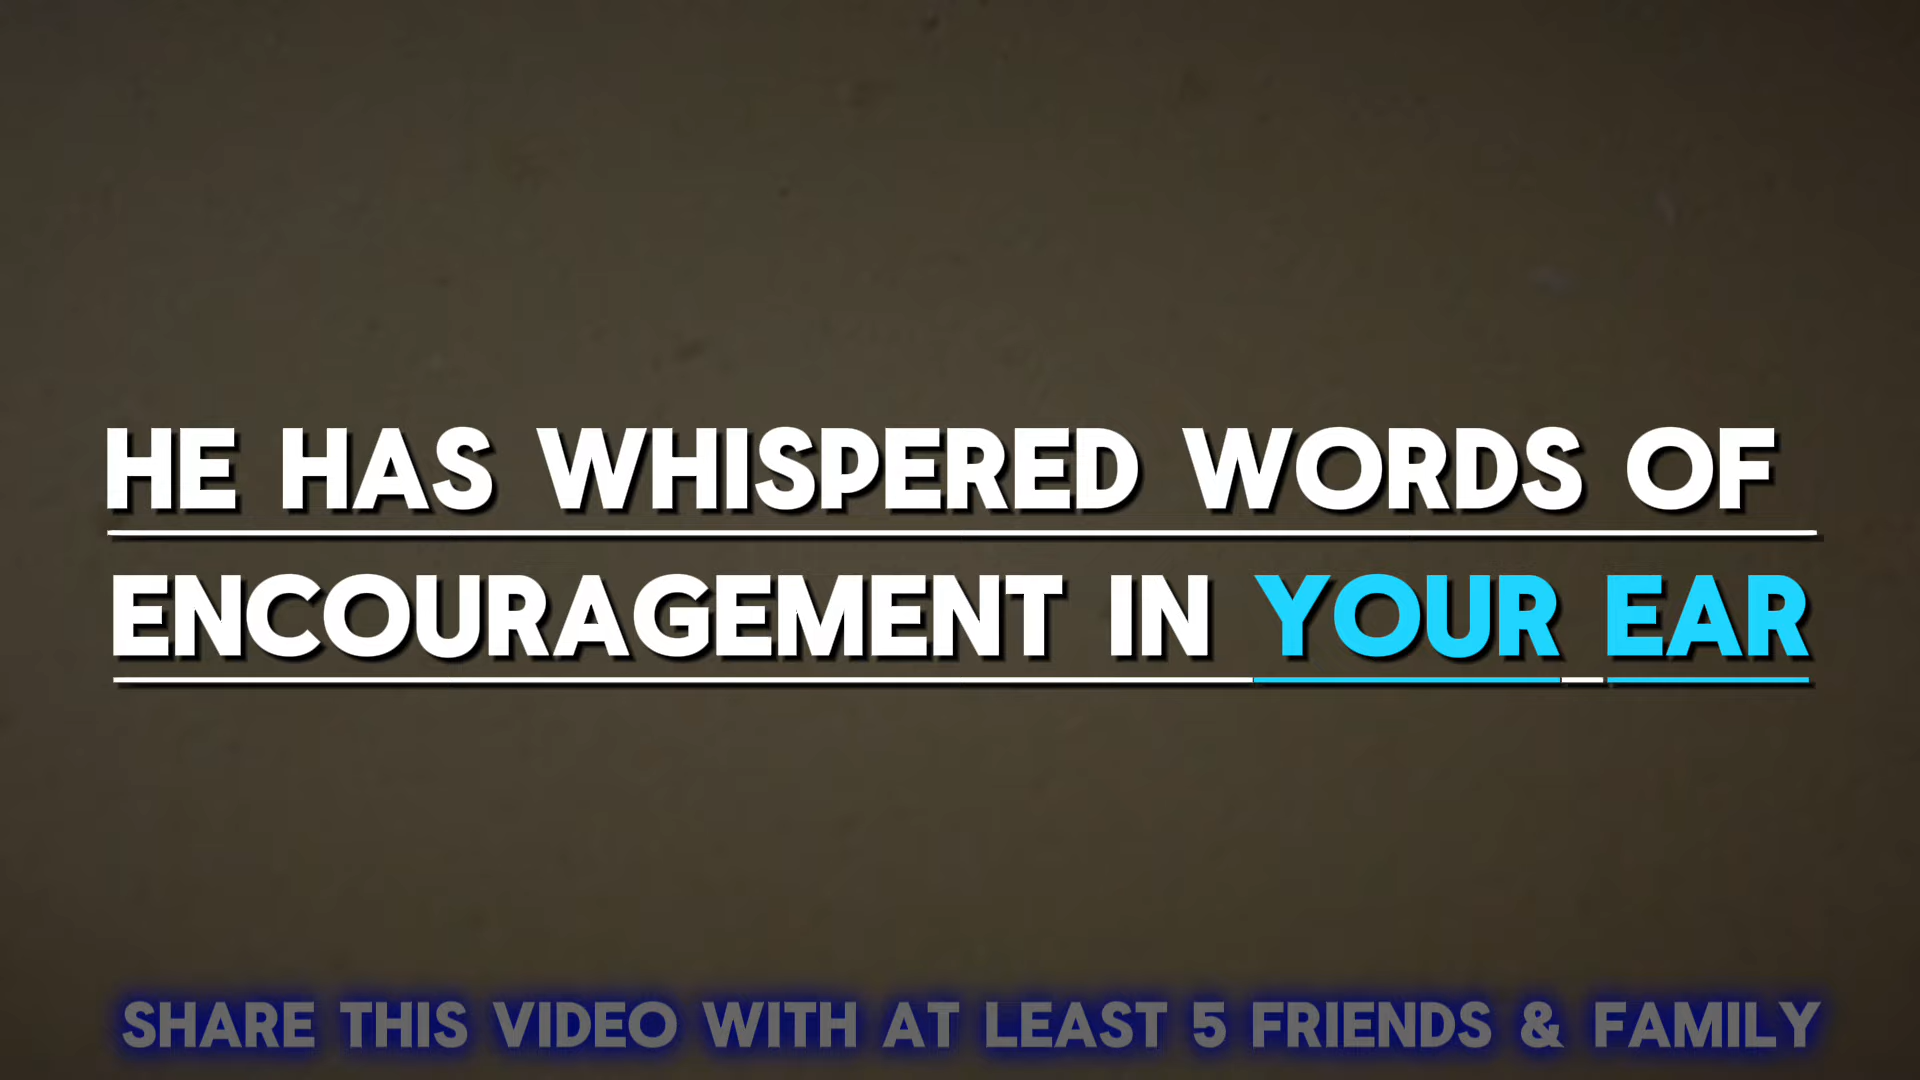 HE HAS WHISPERED WORDS OF
ENCOURAGEMENT IN YOUR EAR
SHARE THIS VIDEO WITH AT LEAST 5 FRIENDS & FAMILY